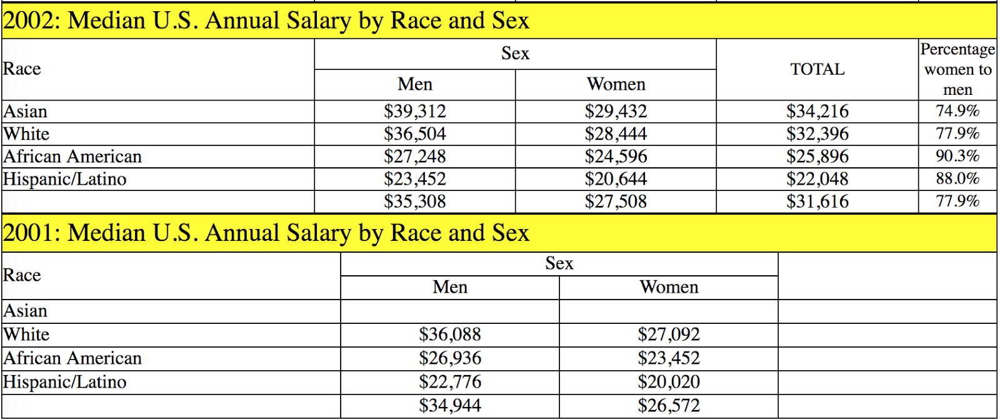 2002: Median U.S. Annual Salary by Race and Sex
Race Sex TOTAL Percentage women to men
Men Women
Asian $39,312 $29,432 $34,216 74.9%
White $36,504 $28,444 $32,396 77.9%
African American $27,248 $24,596 $25,896 90.3%
Hispanic/Latino $23,452 $20,644 $22,048 88.0%
$35,308 $27,508 $31,616 77.9%
2001: Median U.S. Annual Salary by Race and Sex
Race Sex
Men Women
Asian
White $36,088 $27,092
African American $26,936 $23,452
Hispanic/Latino $22,776 $20,020
$34,944 $26,572